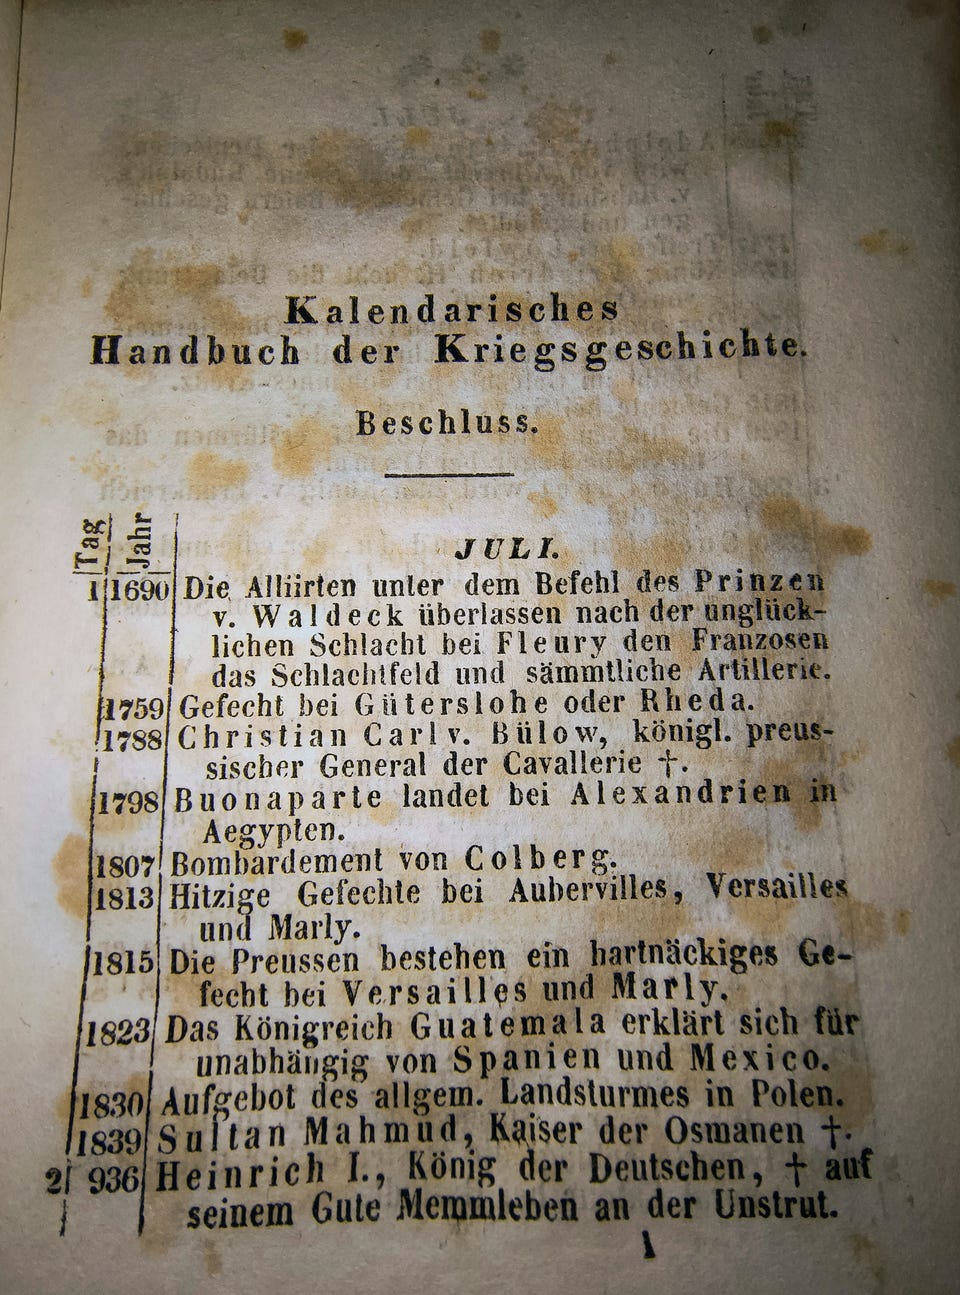 Kalendarisches
Handbuch der Kriegsgeschichte.
Beschluss.
Tag Jahr
JULI.
1 1690 Die Alliirten unter dem Befehl des Prinzen
v. Waldeck überlassen nach der unglück-
lichen Schlacht bei Fleury den Franzosen
das Schlachtfeld und sämmtliche Artillerie.
1759 Gefecht bei Güterslohe oder Rheda.
1788 Christian Carl v. Bülow, königl. preus-
sischer General der Cavallerie †.
1798 Buonaparte landet bei Alexandrien in
Aegypten.
1807 Bombardement von Colberg.
1813 Hitzige Gefechte bei Aubervilles, Versailles
und Marly.
1815 Die Preussen bestehen ein hartnäckiges Ge-
fecht bei Versailles und Marly.
1823 Das Königreich Guatemala erklärt sich für
unabhängig von Spanien und Mexico.
1830 Aufgebot des allgem. Landsturmes in Polen.
1839 Sultan Mahmud, Kaiser der Osmanen †.
2 936 Heinrich I., König der Deutschen, † auf
seinem Gute Memmleben an der Unstrut.
1